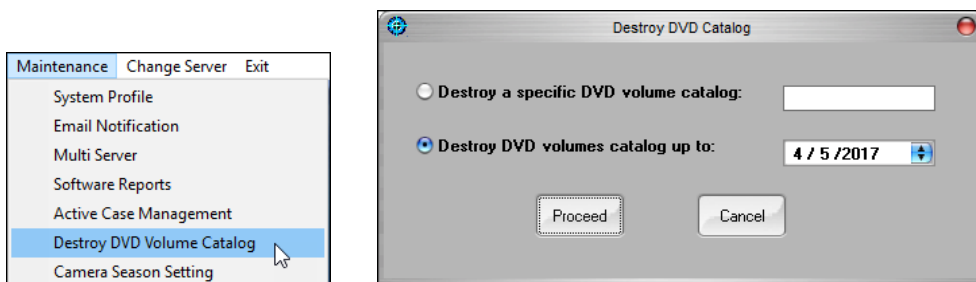 Maintenance Change Server Exit
System Profile
Email Notification
Multi Server
Software Reports
Active Case Management
Destroy DVD Volume Catalog
Camera Season Setting
Destroy DVD Catalog
Destroy a specific DVD volume catalog:
Destroy DVD volumes catalog up to: 4 / 5 /2017
Proceed Cancel